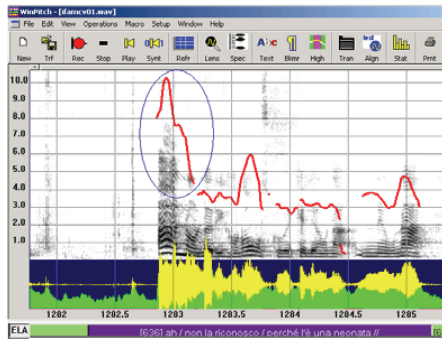 WinPitch - [ifamcv01.wav]
File Edit View Operations Macro Setup Window Help
New Trf Rec Stop Play Synt Refr Lens Spec Text Bkmr High Tran Align Stat Prnt
10.0
9.0
8.0
7.0
6.0
5.0
4.0
3.0
2.0
1.0
1282 1282.5 1283 1283.5 1284 1284.5 1285
ELA [636] ah / non la riconosco / perché l'è una neonata // [6